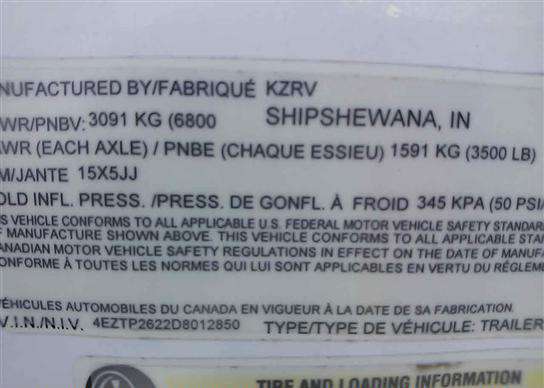 NUFACTURED BY/FABRIQUÉ KZRV
WR/PNBV: 3091 KG (6800 SHIPSHEWANA, IN
WR (EACH AXLE) / PNBE (CHAQUE ESSIEU) 1591 KG (3500 LB)
M/JANTE 15X5JJ
OLD INFL. PRESS. /PRESS. DE GONFL. À FROID 345 KPA (50 PSI/
IS VEHICLE CONFORMS TO ALL APPLICABLE U.S. FEDERAL MOTOR VEHICLE SAFETY STANDAR
F MANUFACTURE SHOWN ABOVE. THIS VEHICLE CONFORMS TO ALL APPLICABLE STA
ANADIAN MOTOR VEHICLE SAFETY REGULATIONS IN EFFECT ON THE DATE OF MANUFA
ONFORME À TOUTES LES NORMES QUI LUI SONT APPLICABLES EN VERTU DU RÉGLEME
VÉHICULES AUTOMOBILES DU CANADA EN VIGUEUR À LA DATE DE SA FABRICATION.
V.I.N./N.I.V. 4EZTP2622D8012850 TYPE/TYPE DE VÉHICULE: TRAILER
TIRE AND LOADING INFORMATION